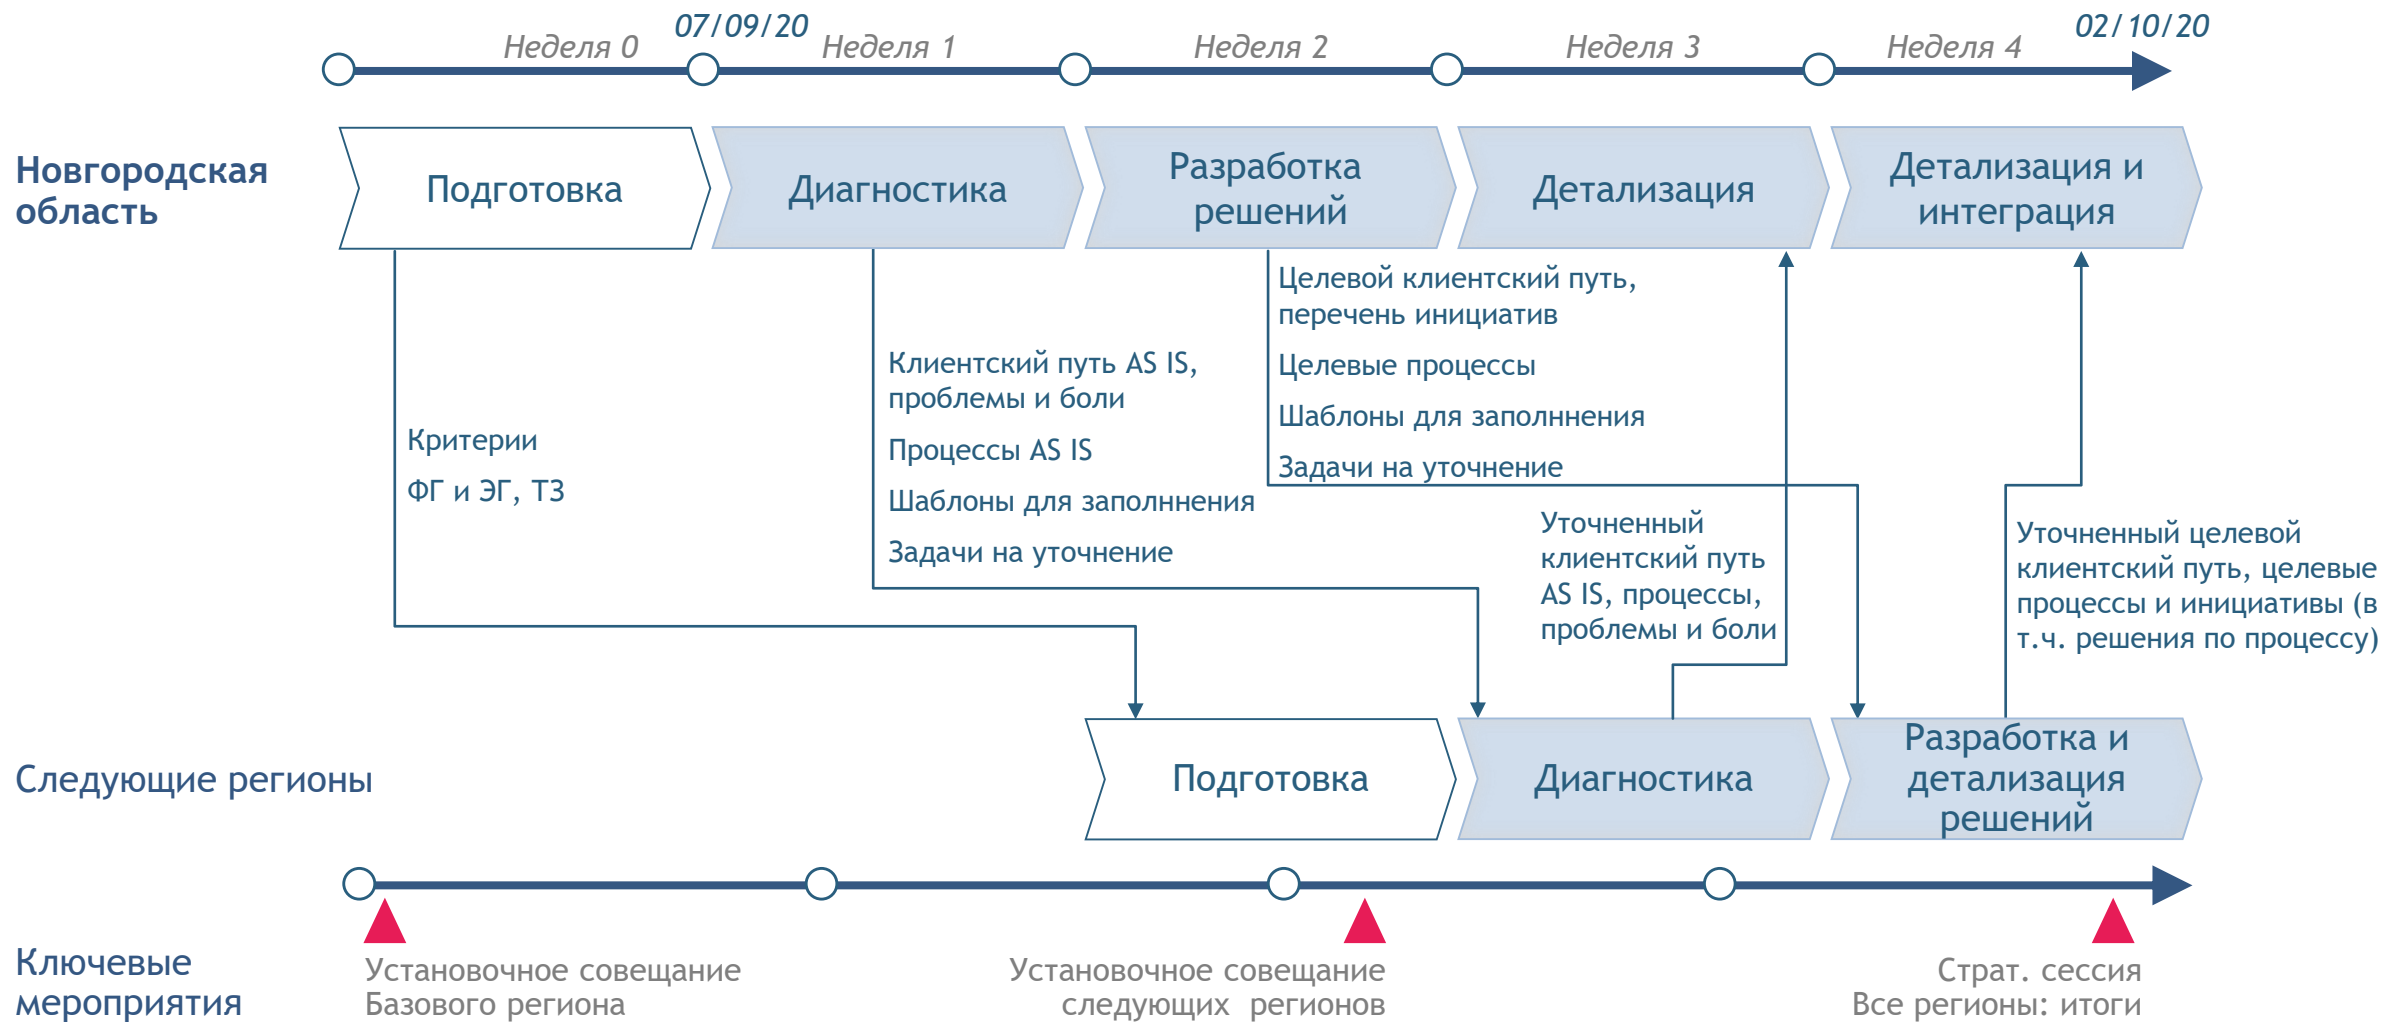 07/09/20
02/10/20
Неделя 0
Неделя 1
Неделя 2
Неделя 3
Неделя 4
Новгородская
область
Подготовка
Диагностика
Разработка
решений
Детализация
Детализация и
интеграция
Критерии
ФГ и ЭГ, ТЗ
Клиентский путь AS IS,
проблемы и боли
Процессы AS IS
Шаблоны для заполннения
Задачи на уточнение
Целевой клиентский путь,
перечень инициатив
Целевые процессы
Шаблоны для заполннения
Задачи на уточнение
Уточненный
клиентский путь
AS IS, процессы,
проблемы и боли
Уточненный целевой
клиентский путь, целевые
процессы и инициативы (в
т.ч. решения по процессу)
Следующие регионы
Подготовка
Диагностика
Разработка и
детализация
решений
Ключевые
мероприятия
Установочное совещание
Базового региона
Установочное совещание
следующих регионов
Страт. сессия
Все регионы: итоги